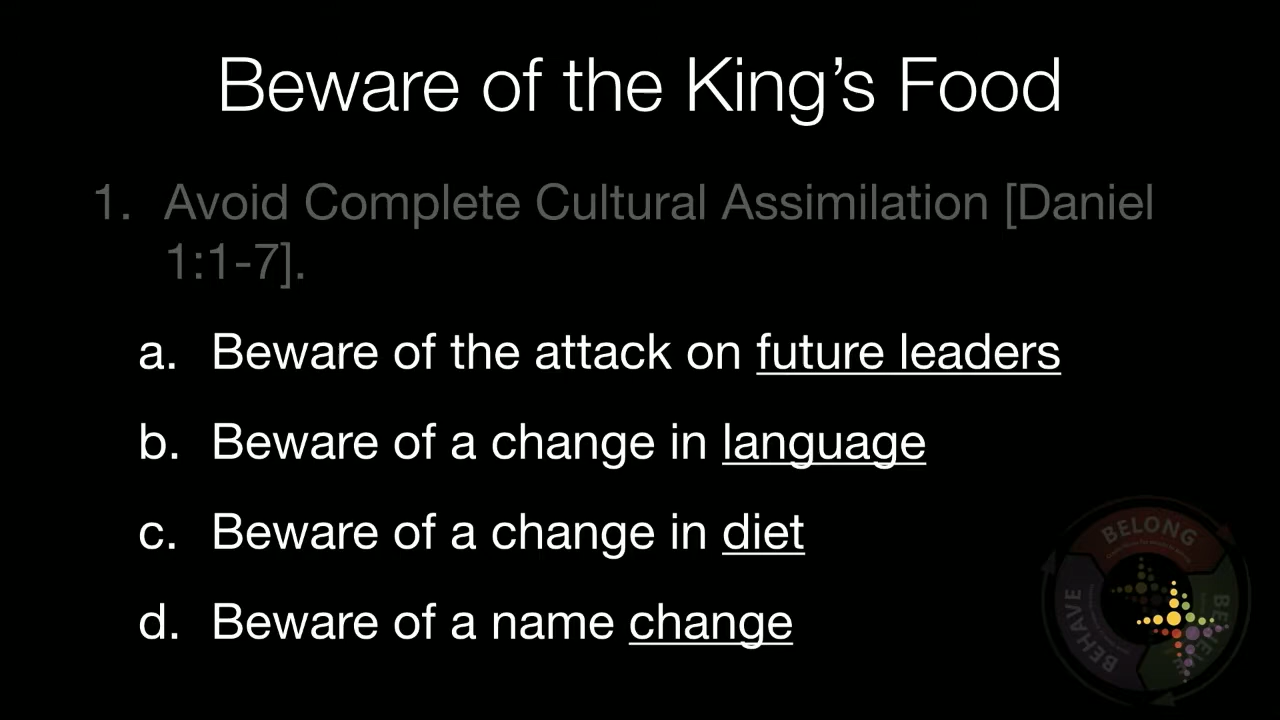 Beware of the King’s Food
1. Avoid Complete Cultural Assimilation [Daniel
1:1-7].
a. Beware of the attack on future leaders
b. Beware of a change in language
c. Beware of a change in diet
d. Beware of a name change
BELONG
BEHAVE